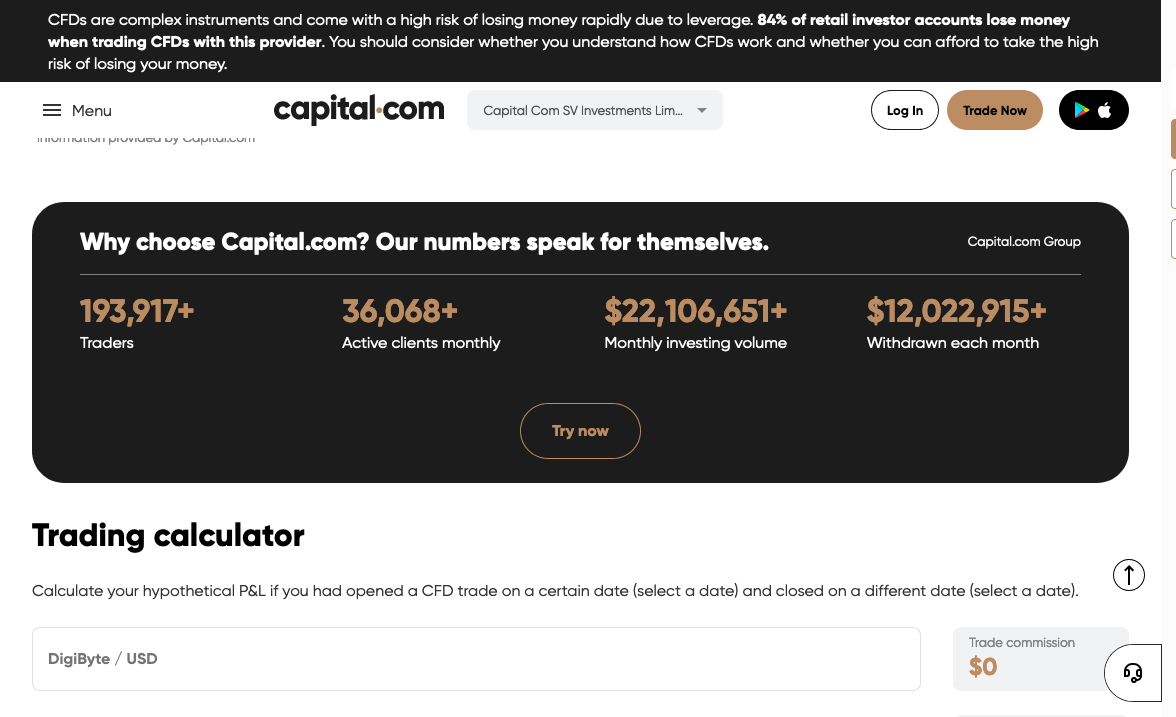 CFDs are complex instruments and come with a high risk of losing money rapidly due to leverage. 84% of retail investor accounts lose money
when trading CFDs with this provider. You should consider whether you understand how CFDs work and whether you can afford to take the high
risk of losing your money.
Menu
capital.com
Capital Com SV Investments Lim...
Log In
Trade Now
information provided by Capital.com
Why choose Capital.com? Our numbers speak for themselves.
Capital.com Group
193,917+
Traders
36,068+
Active clients monthly
$22,106,651+
Monthly investing volume
$12,022,915+
Withdrawn each month
Try now
Trading calculator
Calculate your hypothetical P&L if you had opened a CFD trade on a certain date (select a date) and closed on a different date (select a date).
DigiByte / USD
Trade commission
$0